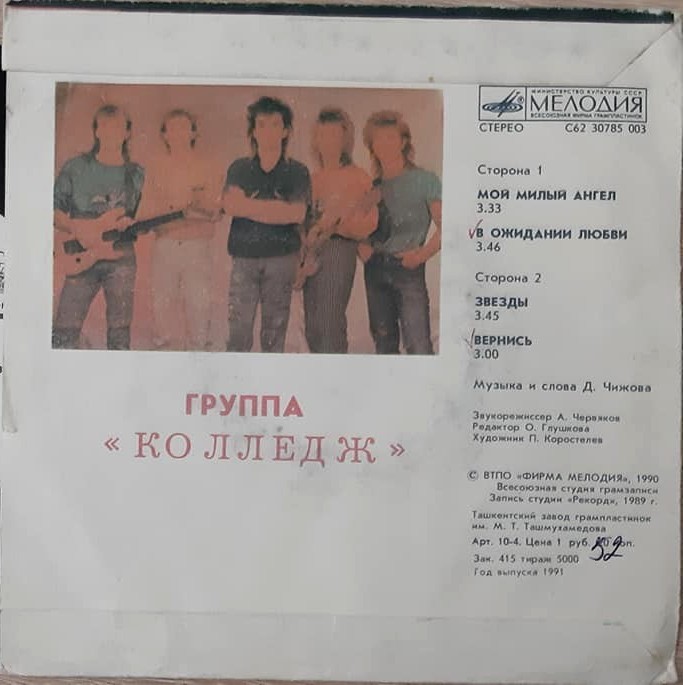 МИНИСТЕРСТВО КУЛЬТУРЫ СССР
МЕЛОДИЯ
ВСЕСОЮЗНАЯ ФИРМА ГРАМПЛАСТИНОК
СТЕРЕО С62 30785 003
Сторона 1
МОЙ МИЛЫЙ АНГЕЛ
3.33
В ОЖИДАНИИ ЛЮБВИ
3.46
Сторона 2
ЗВЕЗДЫ
3.45
ВЕРНИСЬ
3.00
Музыка и слова Д. Чижова
Звукорежиссер А. Червяков
Редактор О. Глушкова
Художник П. Коростелев
© ВТПО «ФИРМА МЕЛОДИЯ», 1990
Всесоюзная студия грамзаписи
Запись студии «Рекорд», 1989 г.
Ташкентский завод грампластинок
им. М. Т. Ташмухамедова
Арт. 10-4. Цена 1 руб.
52
Зак. 415 тираж 5000
Год выпуска 1991
ГРУППА
« КОЛЛЕДЖ »